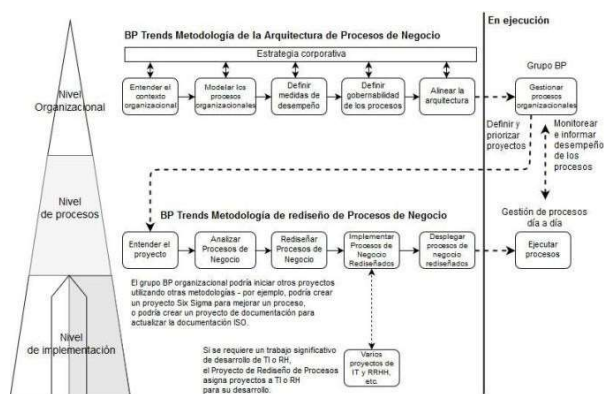 BP Trends Metodología de la Arquitectura de Procesos de Negocio
En ejecución
Estrategia corporativa
Grupo BP
Nivel
Organizacional
Entender el
contexto
organizacional
Modelar los
procesos
organizacionales
Definir
medidas de
desempeño
Definir
gobernabilidad
de los procesos
Alinear la
arquitectura
Gestionar
procesos
organizacionales
Definir y
priorizar
proyectos
Monitorear
e informar
desempeño
de los
procesos
Nivel
de procesos
BP Trends Metodología de rediseño de Procesos de Negocio
Gestión de procesos
día a día
Entender el
proyecto
Analizar
Procesos de
Negocio
Rediseñar
Procesos de
Negocio
Implementar
Procesos de
Negocio
Rediseñados
Desplegar
procesos de
negocio
rediseñados
Ejecutar
procesos
El grupo BP organizacional podría iniciar otros proyectos
utilizando otras metodologías - por ejemplo, podría crear
un proyecto Six Sigma para mejorar un proceso,
o podría crear un proyecto de documentación para
actualizar la documentación ISO.
Nivel
de implementación
Si se requiere un trabajo significativo
de desarrollo de TI o RH,
el Proyecto de Rediseño de Procesos
asigna proyectos a TI o RH
para su desarrollo.
Varios
proyectos de
IT y RRHH,
etc.